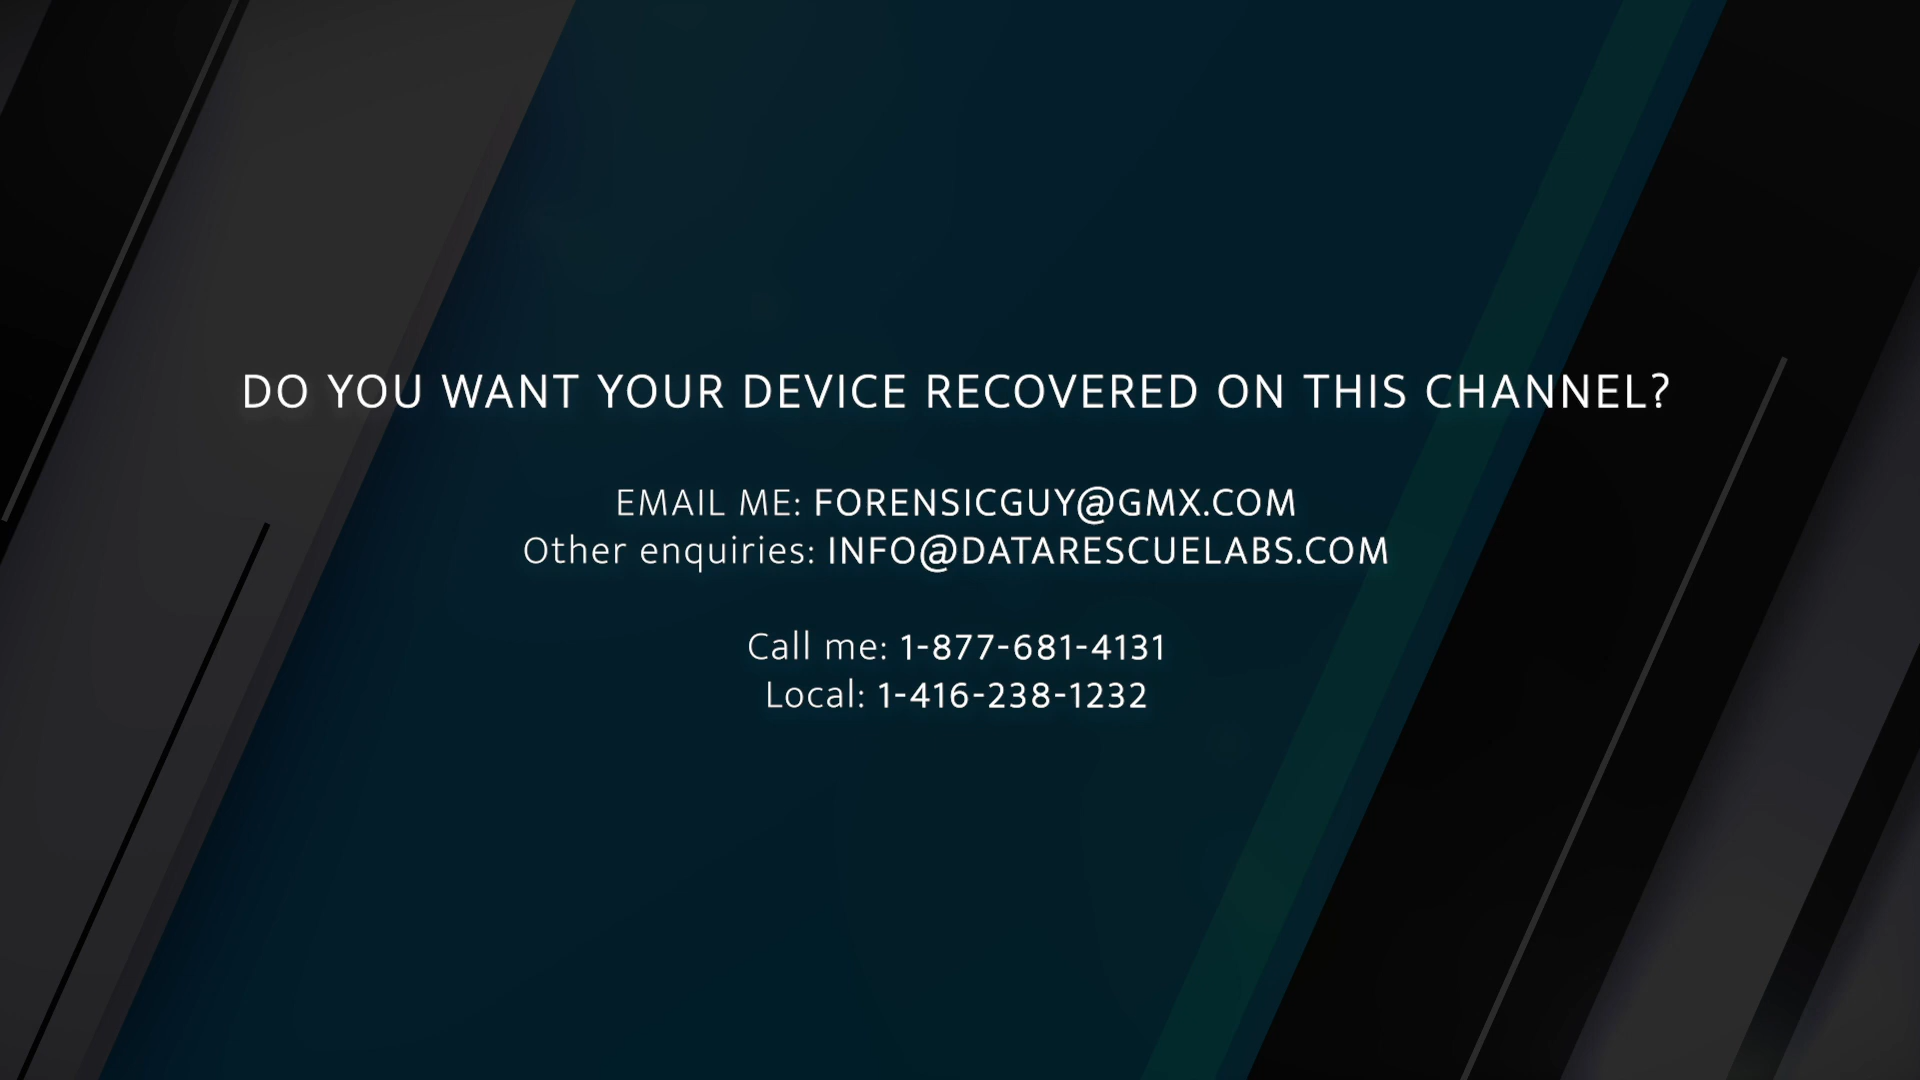 DO YOU WANT YOUR DEVICE RECOVERED ON THIS CHANNEL?
EMAIL ME: FORENSICGUY@GMX.COM
Other enquiries: INFO@DATARESCUELABS.COM
Call me: 1-877-681-4131
Local: 1-416-238-1232